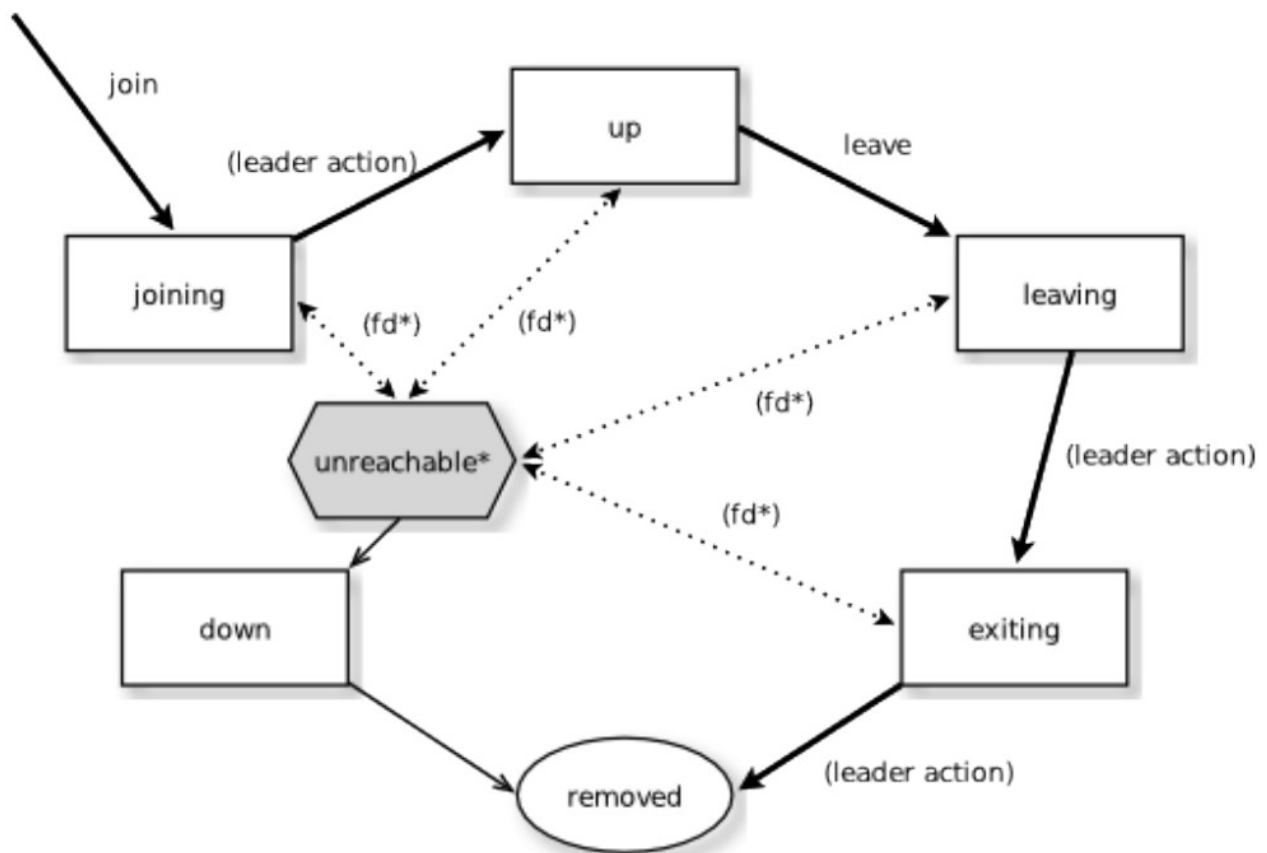 join
up
leave
(leader action)
joining
leaving
(fd*)
(fd*)
(fd*)
unreachable*
(leader action)
(fd*)
down
exiting
(leader action)
removed